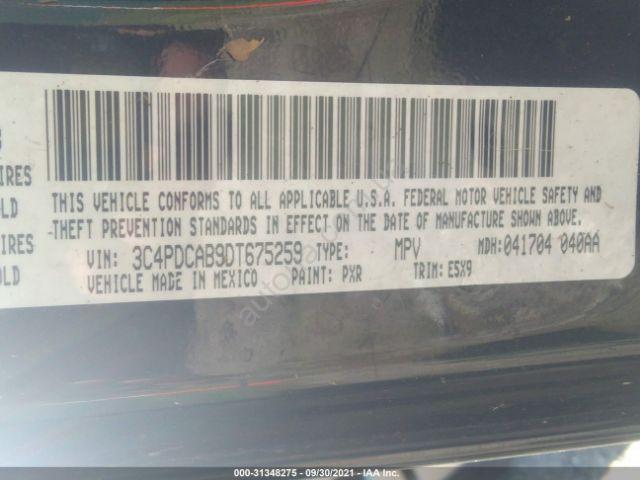 THIS VEHICLE CONFORMS TO ALL APPLICABLE U.S.A. FEDERAL MOTOR VEHICLE SAFETY AND
THEFT PREVENTION STANDARDS IN EFFECT ON THE DATE OF MANUFACTURE SHOWN ABOVE.
VIN: 3C4PDCAB9DT675259 TYPE: MPV MDH:041704 040AA
VEHICLE MADE IN MEXICO PAINT: PXR TRIM: E5X9
IRES
OLD
IRES
OLD
000-31348275 - 09/30/2021 - IAA Inc.